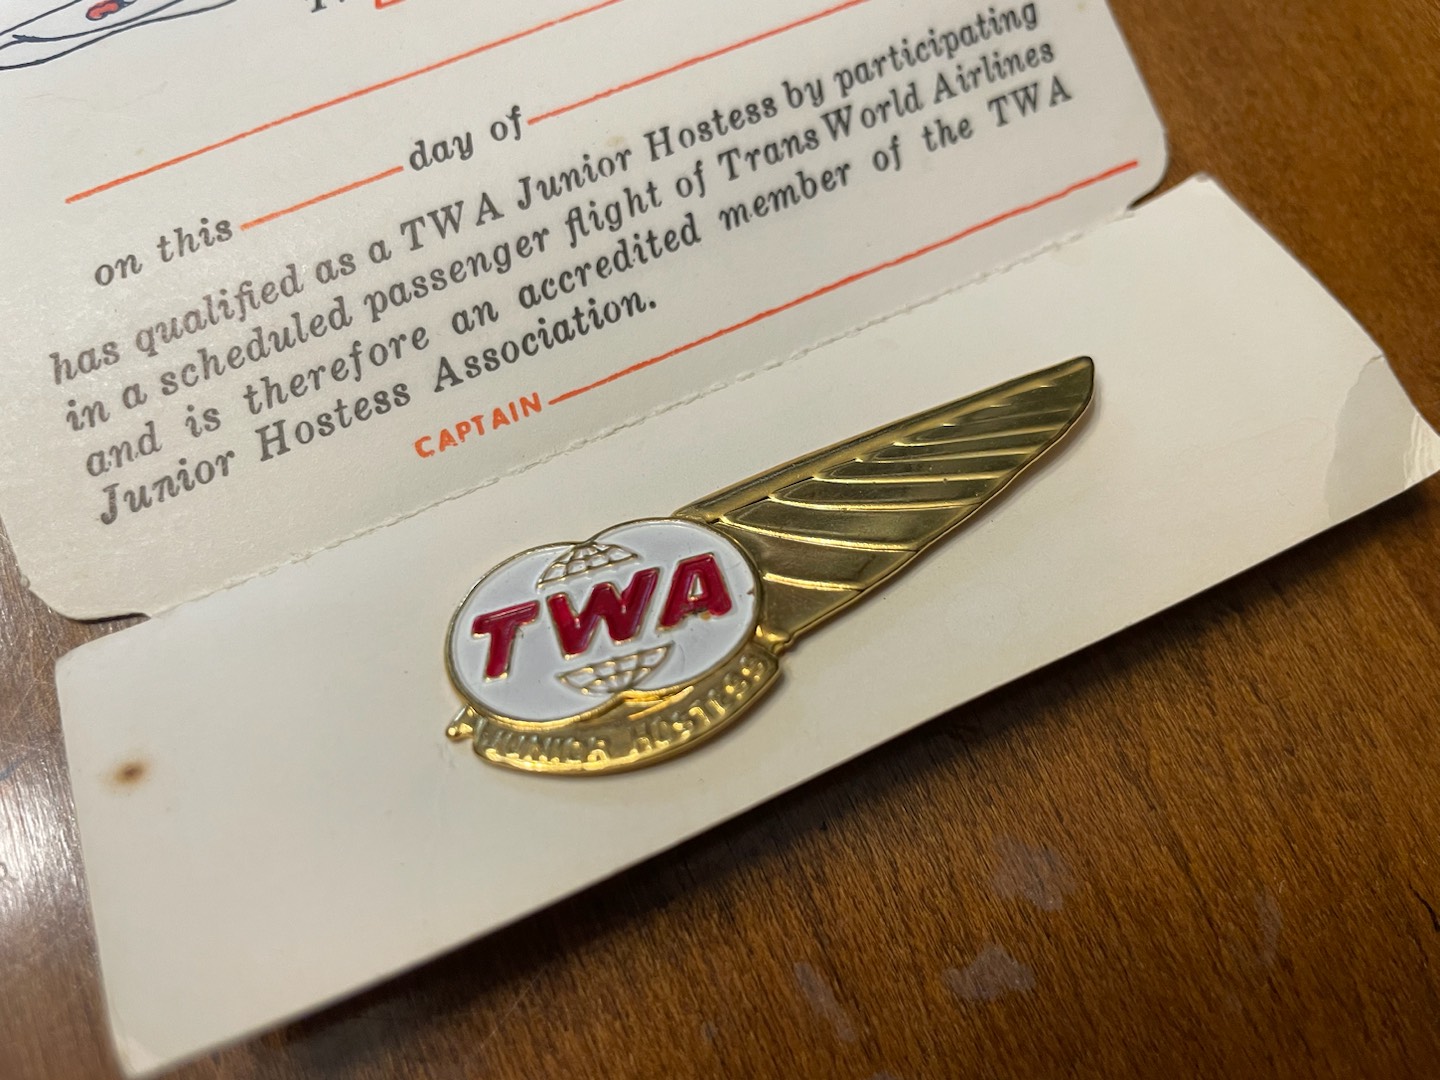 on this day of
has qualified as a TWA Junior Hostess by participating
in a scheduled passenger flight of Trans World Airlines
and is therefore an accredited member of the TWA
Junior Hostess Association.
CAPTAIN
TWA
JUNIOR HOSTESS